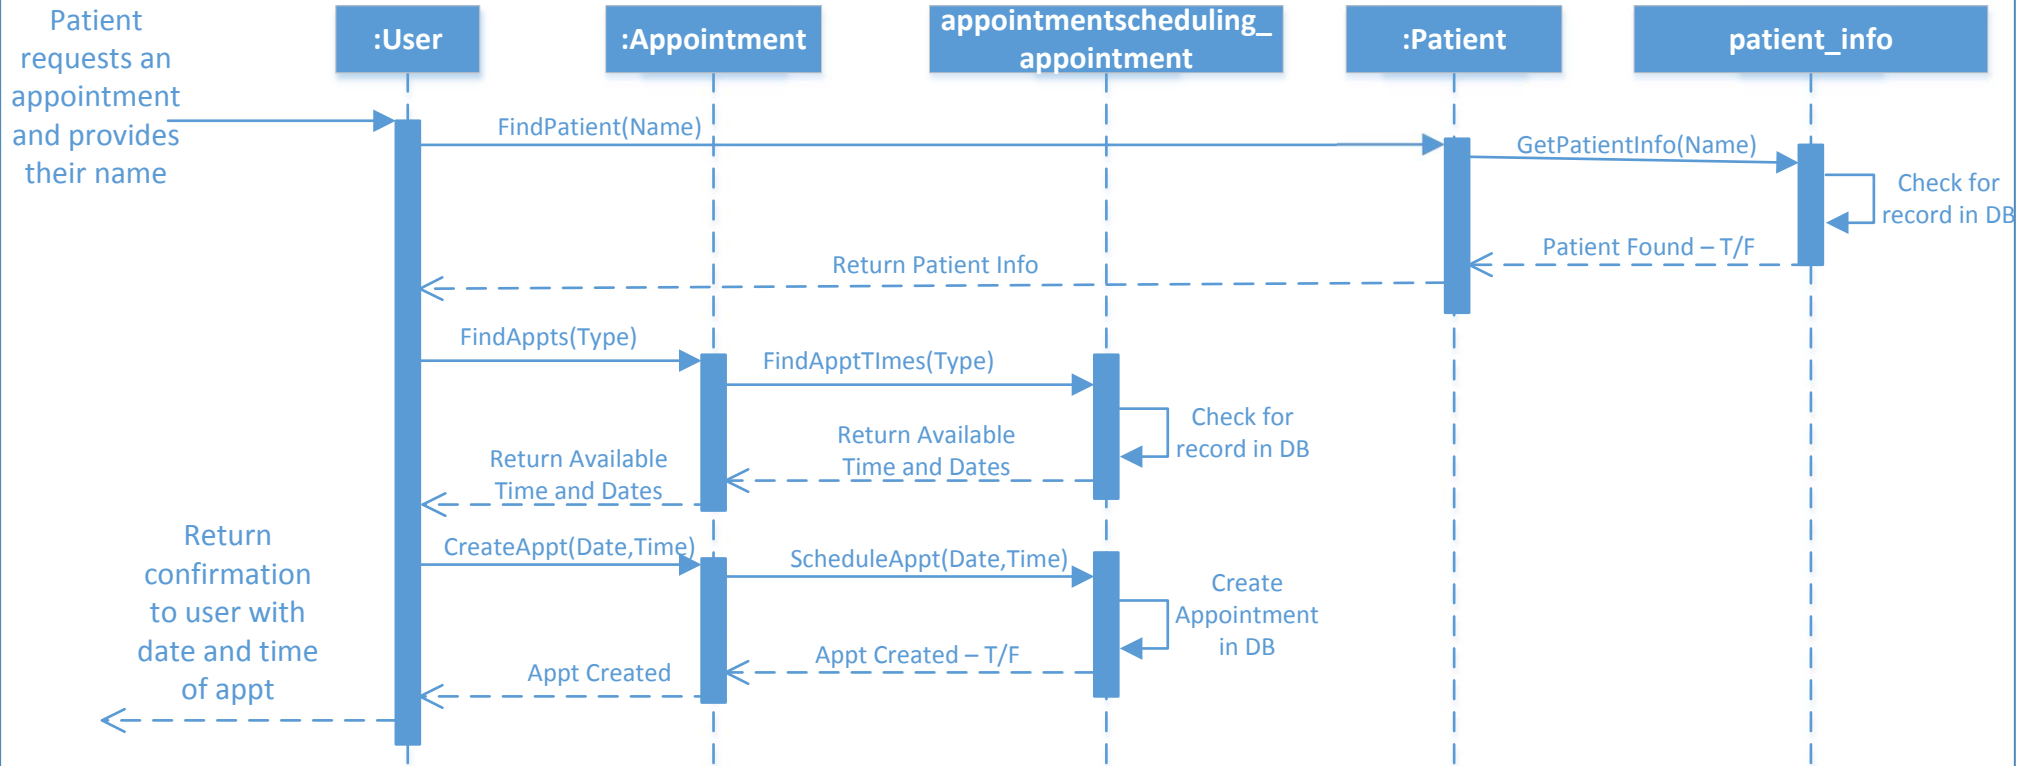 Patient
requests an
appointment
and provides
their name
:User
:Appointment
appointmentscheduling_
appointment
:Patient
patient_info
FindPatient(Name)
GetPatientInfo(Name)
Check for
record in DB
Patient Found – T/F
Return Patient Info
FindAppts(Type)
FindApptTImes(Type)
Check for
record in DB
Return Available
Time and Dates
Return Available
Time and Dates
CreateAppt(Date,Time)
ScheduleAppt(Date,Time)
Create
Appointment
in DB
Appt Created – T/F
Appt Created
Return
confirmation
to user with
date and time
of appt